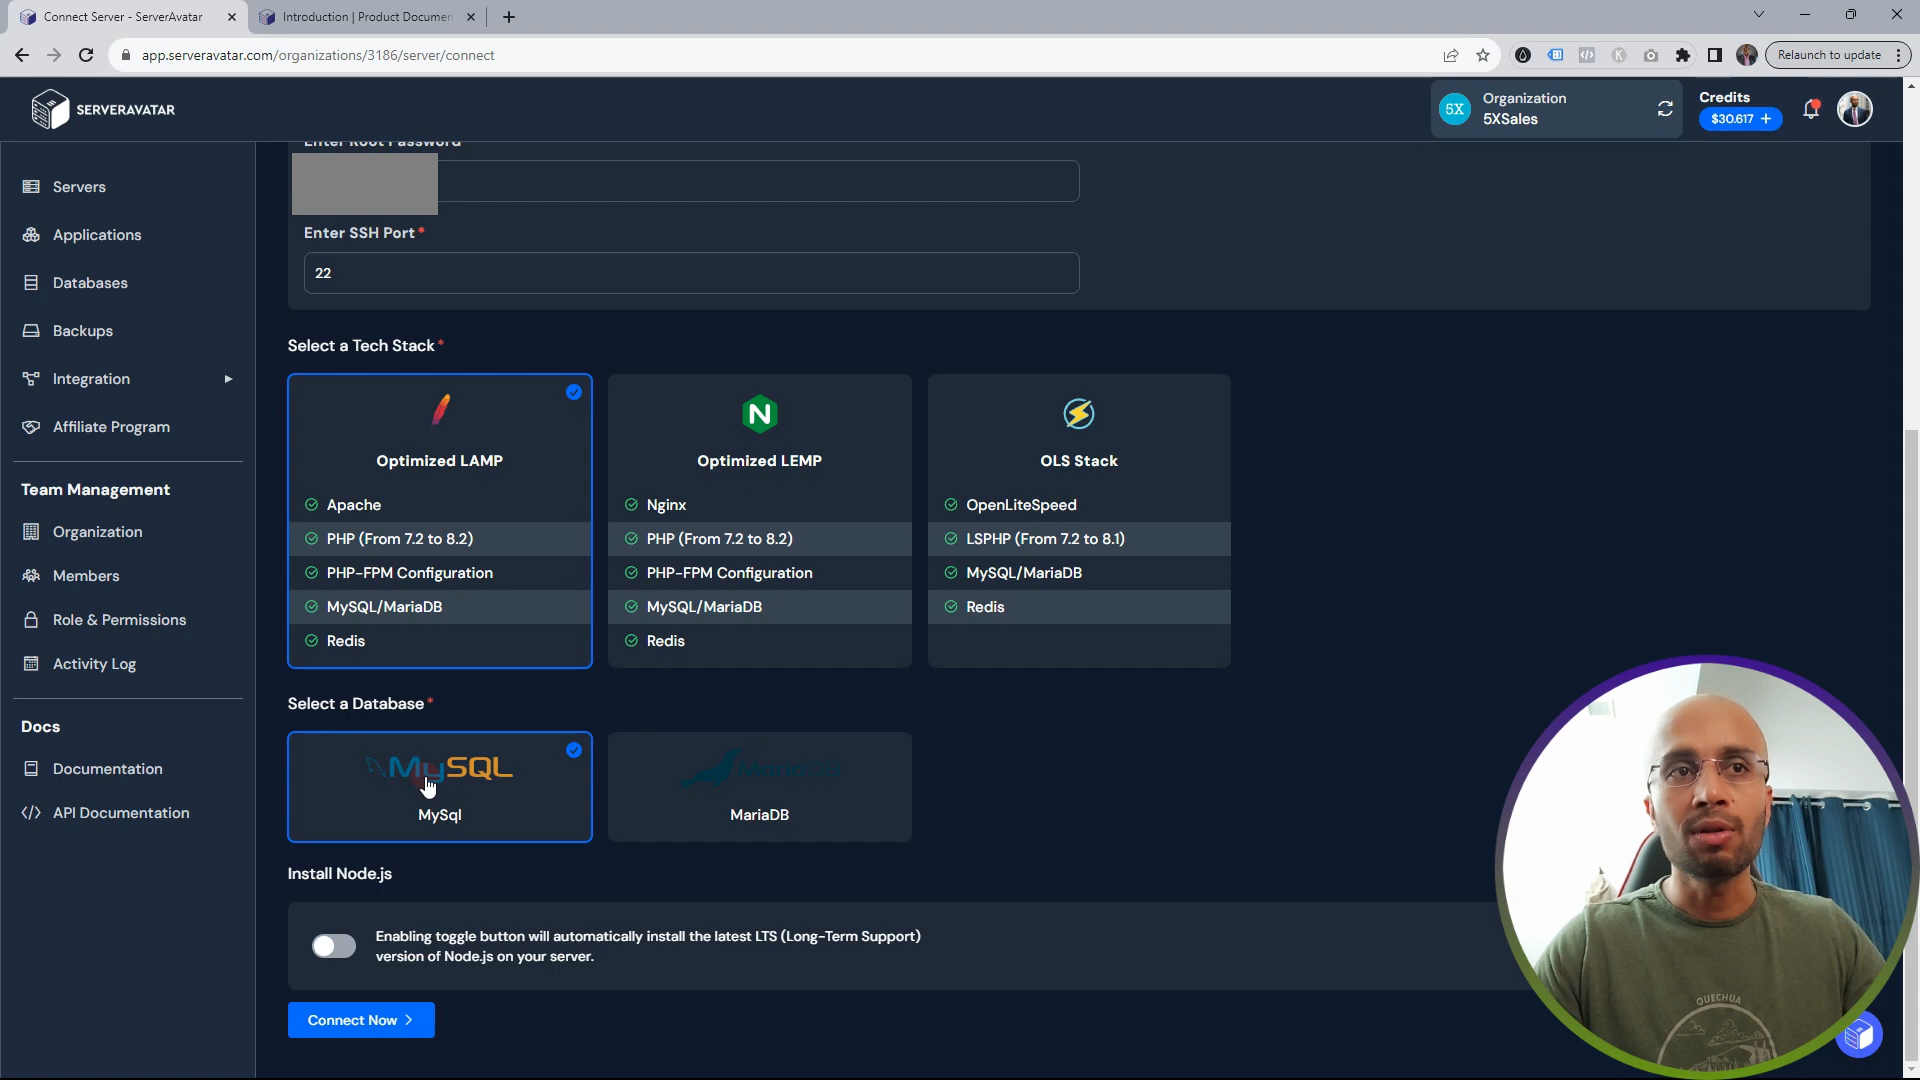 Connect Server - ServerAvatar
Introduction | Product Documen
app.serveravatar.com/organizations/3186/server/connect
Relaunch to update
SERVERAVATAR
5X
Organization
5XSales
Credits
$30.617 +
Servers
Applications
Databases
Backups
Integration
Affiliate Program
Team Management
Organization
Members
Role & Permissions
Activity Log
Docs
Documentation
API Documentation
Enter Root Password
Enter SSH Port*
22
Select a Tech Stack*
Optimized LAMP
Apache
PHP (From 7.2 to 8.2)
PHP-FPM Configuration
MySQL/MariaDB
Redis
N
Optimized LEMP
Nginx
PHP (From 7.2 to 8.2)
PHP-FPM Configuration
MySQL/MariaDB
Redis
OLS Stack
OpenLiteSpeed
LSPHP (From 7.2 to 8.1)
MySQL/MariaDB
Redis
Select a Database*
MySQL
MySql
MariaDB
MariaDB
Install Node.js
Enabling toggle button will automatically install the latest LTS (Long-Term Support)
version of Node.js on your server.
Connect Now >
QUECHUA